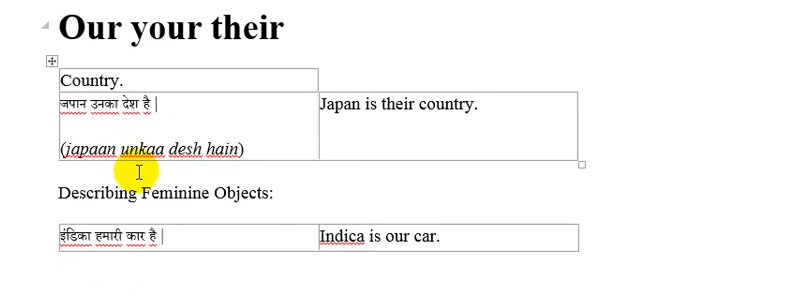 Our your their
Country.
जपान उनका देश है | Japan is their country.
(japaan unkaa desh hain)
Describing Feminine Objects:
इंडिका हमारी कार है | Indica is our car.